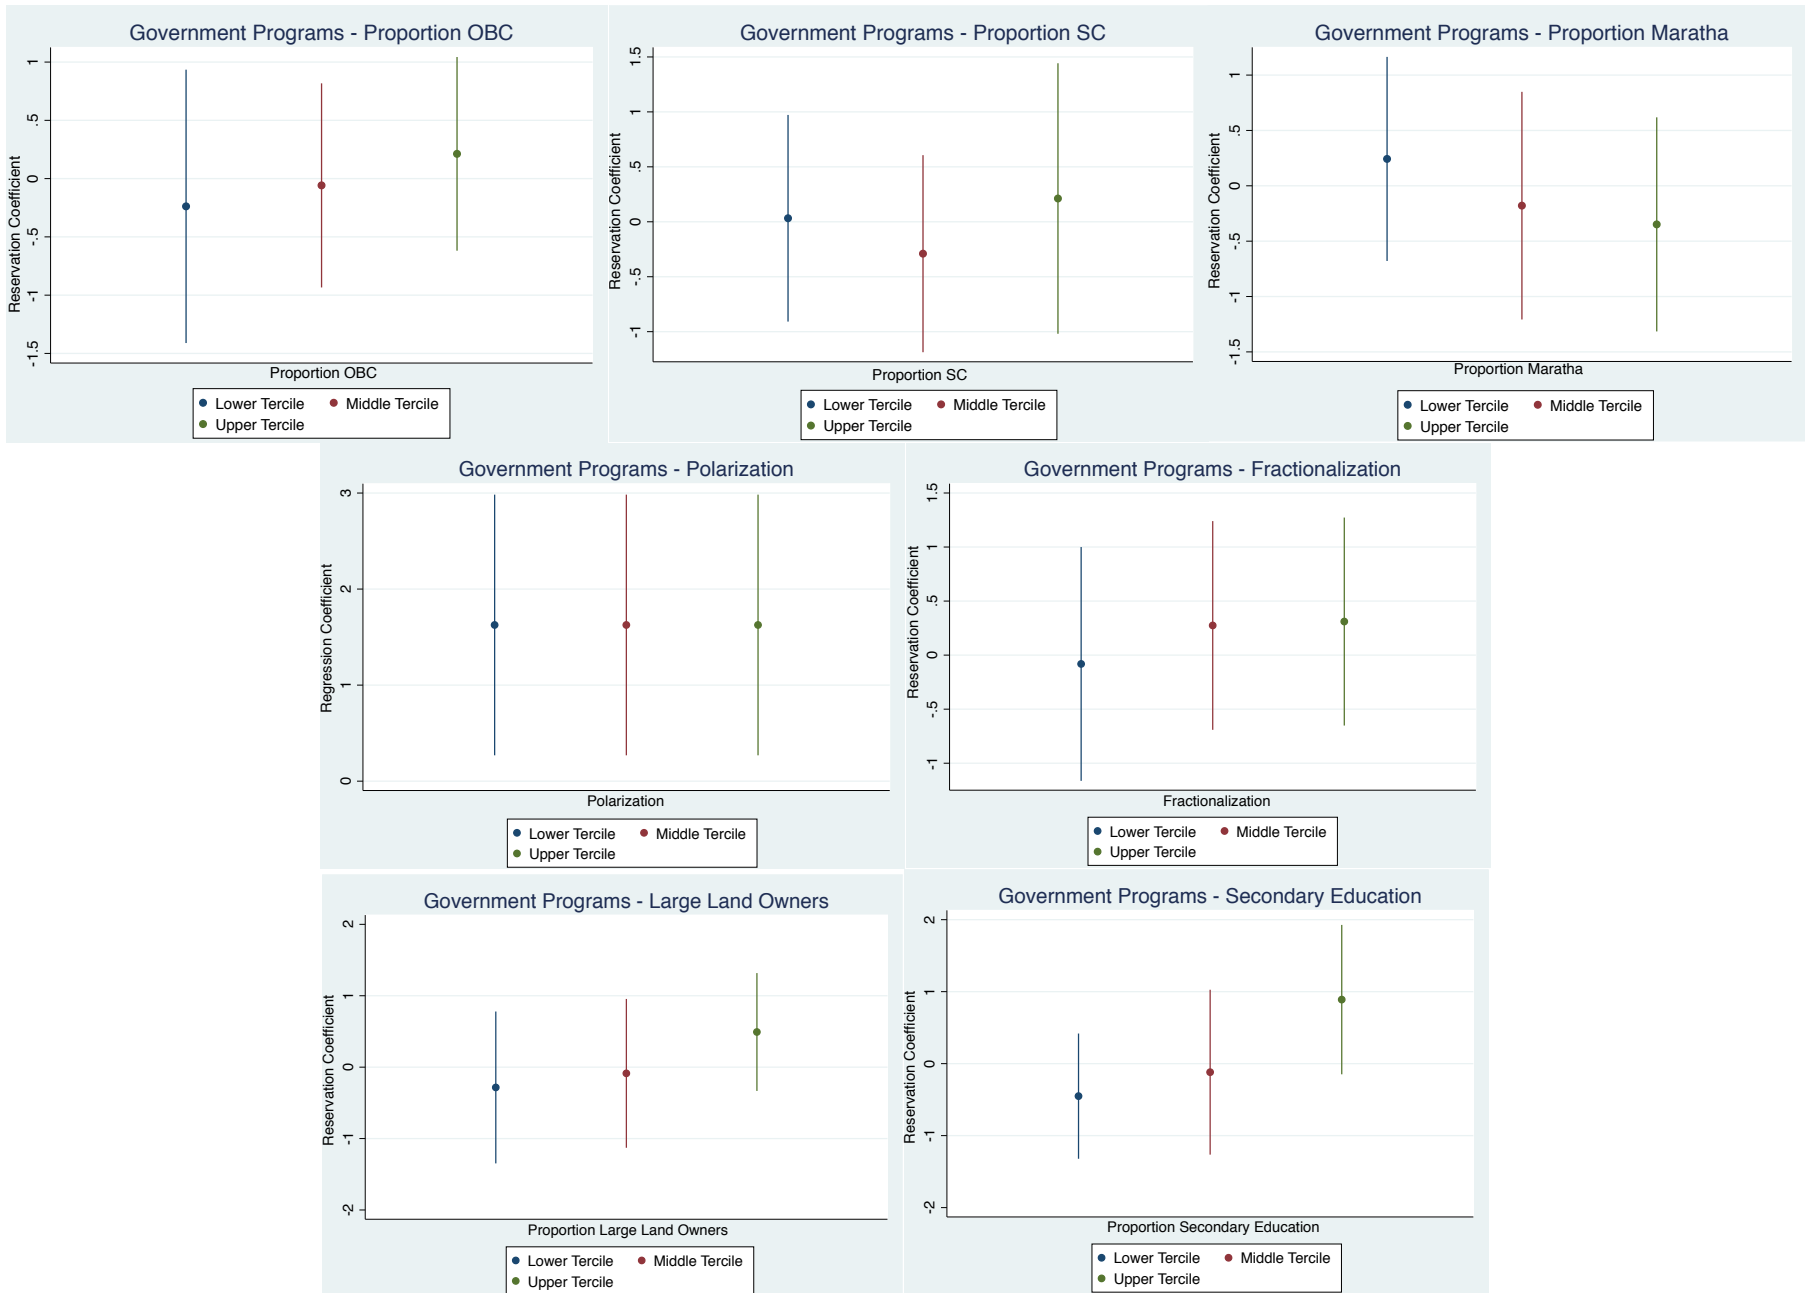 Government Programs - Proportion OBC
Reservation Coefficient
1
.5
0
-.5
-1
-1.5
Proportion OBC
Lower Tercile
Middle Tercile
Upper Tercile
Government Programs - Proportion SC
Reservation Coefficient
1.5
1
.5
0
-.5
-1
Proportion SC
Lower Tercile
Middle Tercile
Upper Tercile
Government Programs - Proportion Maratha
Reservation Coefficient
1
.5
0
-.5
-1
-1.5
Proportion Maratha
Lower Tercile
Middle Tercile
Upper Tercile
Government Programs - Polarization
Regression Coefficient
3
2
1
0
Polarization
Lower Tercile
Middle Tercile
Upper Tercile
Government Programs - Fractionalization
Reservation Coefficient
1.5
1
.5
0
-.5
-1
Fractionalization
Lower Tercile
Middle Tercile
Upper Tercile
Government Programs - Large Land Owners
Reservation Coefficient
2
1
0
-1
-2
Proportion Large Land Owners
Lower Tercile
Middle Tercile
Upper Tercile
Government Programs - Secondary Education
Reservation Coefficient
2
1
0
-1
-2
Proportion Secondary Education
Lower Tercile
Middle Tercile
Upper Tercile